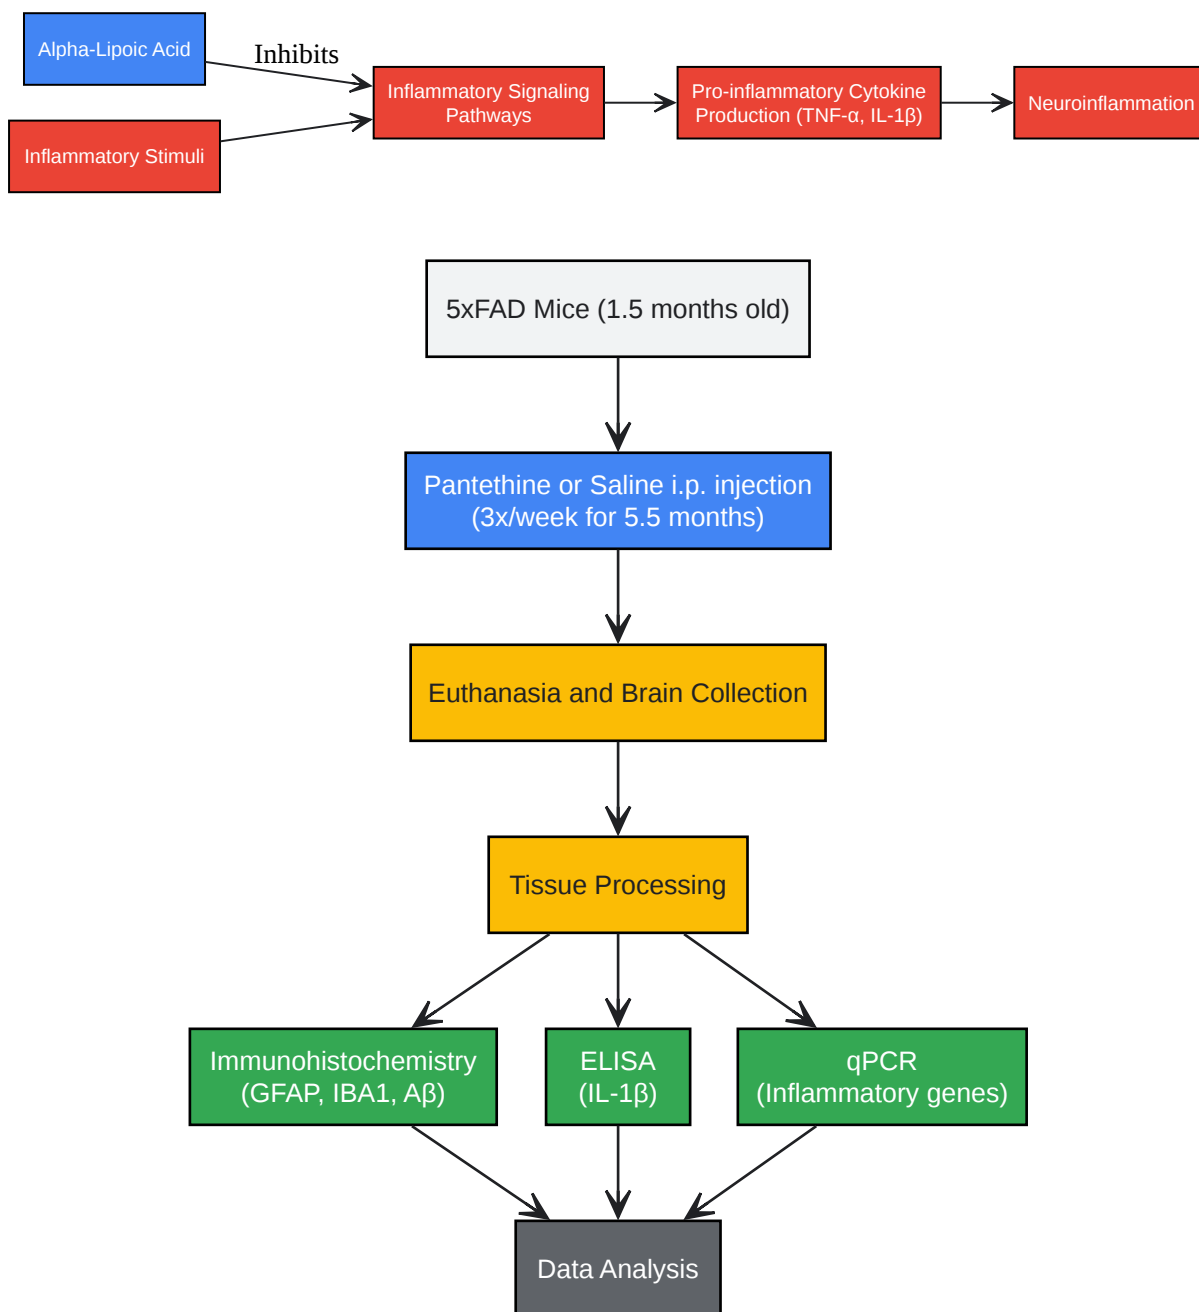 Alpha-Lipoic Acid
Inhibits
Inflammatory Stimuli
Inflammatory Signaling
Pathways
Pro-inflammatory Cytokine
Production (TNF-α, IL-1β)
Neuroinflammation
5xFAD Mice (1.5 months old)
Pantethine or Saline i.p. injection
(3x/week for 5.5 months)
Euthanasia and Brain Collection
Tissue Processing
Immunohistochemistry
(GFAP, IBA1, Aβ)
ELISA
(IL-1β)
qPCR
(Inflammatory genes)
Data Analysis